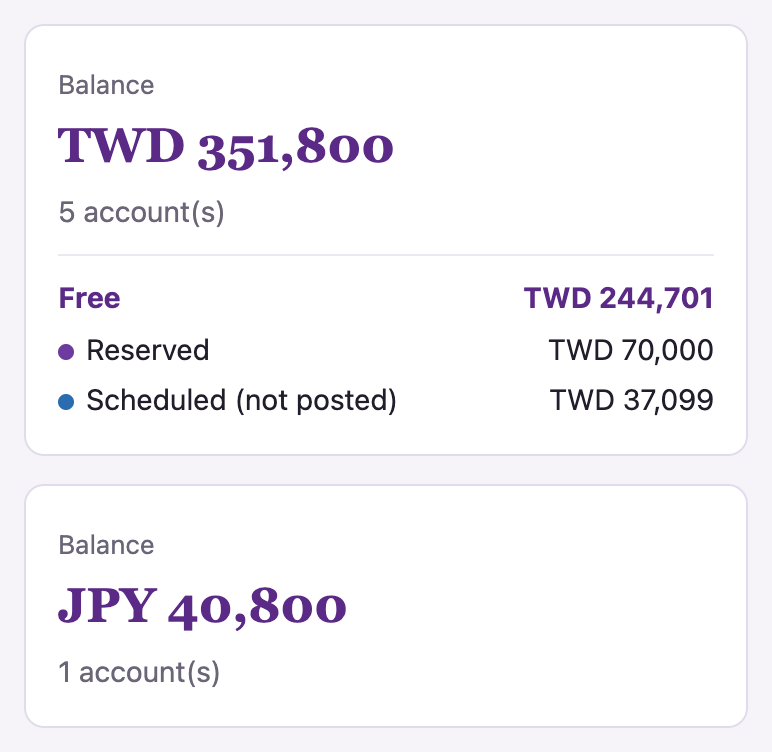 Balance
TWD 351,800
5 account(s)
Free TWD 244,701
Reserved TWD 70,000
Scheduled (not posted) TWD 37,099
Balance
JPY 40,800
1 account(s)